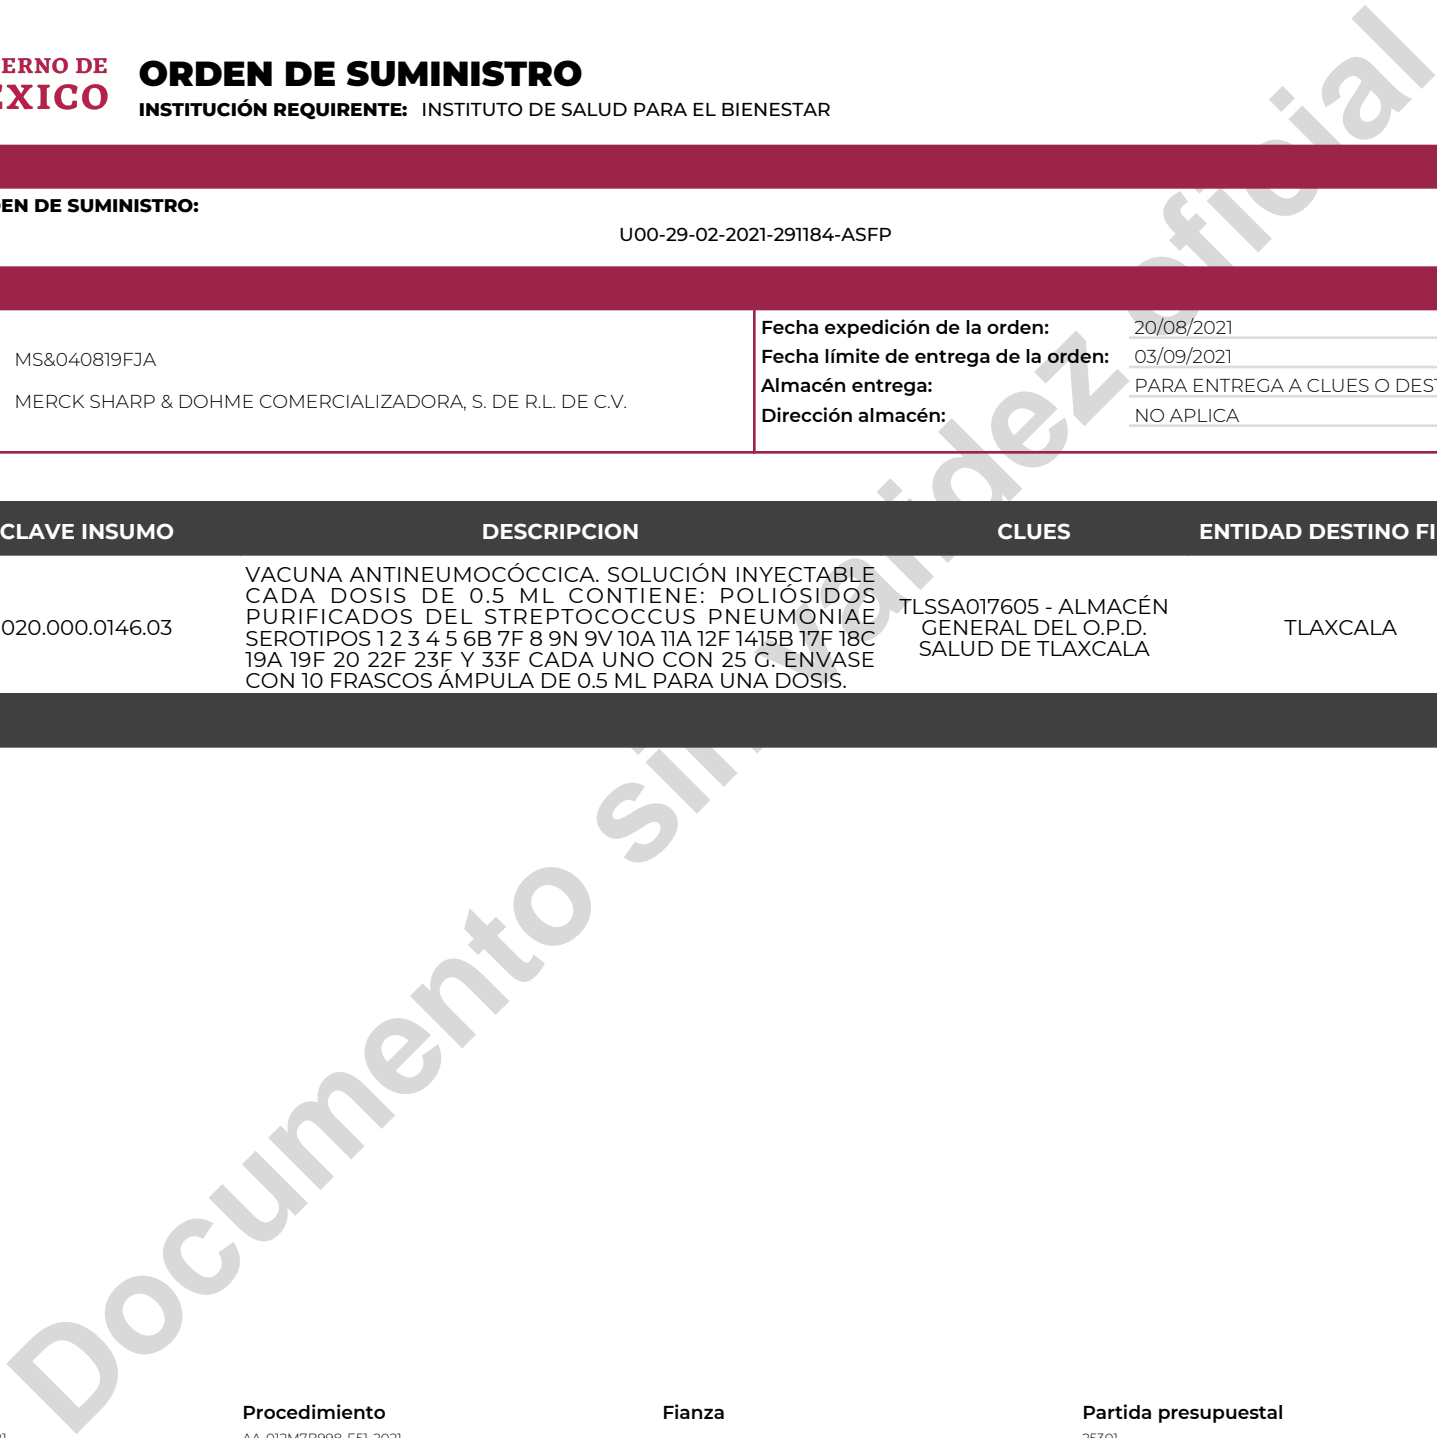 ERNO DE
EXICO
ORDEN DE SUMINISTRO
INSTITUCIÓN REQUIRENTE: INSTITUTO DE SALUD PARA EL BIENESTAR
EN DE SUMINISTRO:
U00-29-02-2021-291184-ASFP
MS&040819FJA
MERCK SHARP & DOHME COMERCIALIZADORA, S. DE R.L. DE C.V.
Fecha expedición de la orden: 20/08/2021
Fecha límite de entrega de la orden: 03/09/2021
Almacén entrega: PARA ENTREGA A CLUES O DEST
Dirección almacén: NO APLICA
CLAVE INSUMO DESCRIPCION CLUES ENTIDAD DESTINO FI
020.000.0146.03
VACUNA ANTINEUMOCÓCCICA. SOLUCIÓN INYECTABLE
CADA DOSIS DE 0.5 ML CONTIENE: POLIÓSIDOS
PURIFICADOS DEL STREPTOCOCCUS PNEUMONIAE
SEROTIPOS 1 2 3 4 5 6B 7F 8 9N 9V 10A 11A 12F 1415B 17F 18C
19A 19F 20 22F 23F Y 33F CADA UNO CON 25 G. ENVASE
CON 10 FRASCOS ÁMPULA DE 0.5 ML PARA UNA DOSIS.
TLSSA017605 - ALMACÉN
GENERAL DEL O.P.D.
SALUD DE TLAXCALA
TLAXCALA
Documento sin validez oficial
Procedimiento Fianza Partida presupuestal
AA-012M7B998-E51-2021 25301